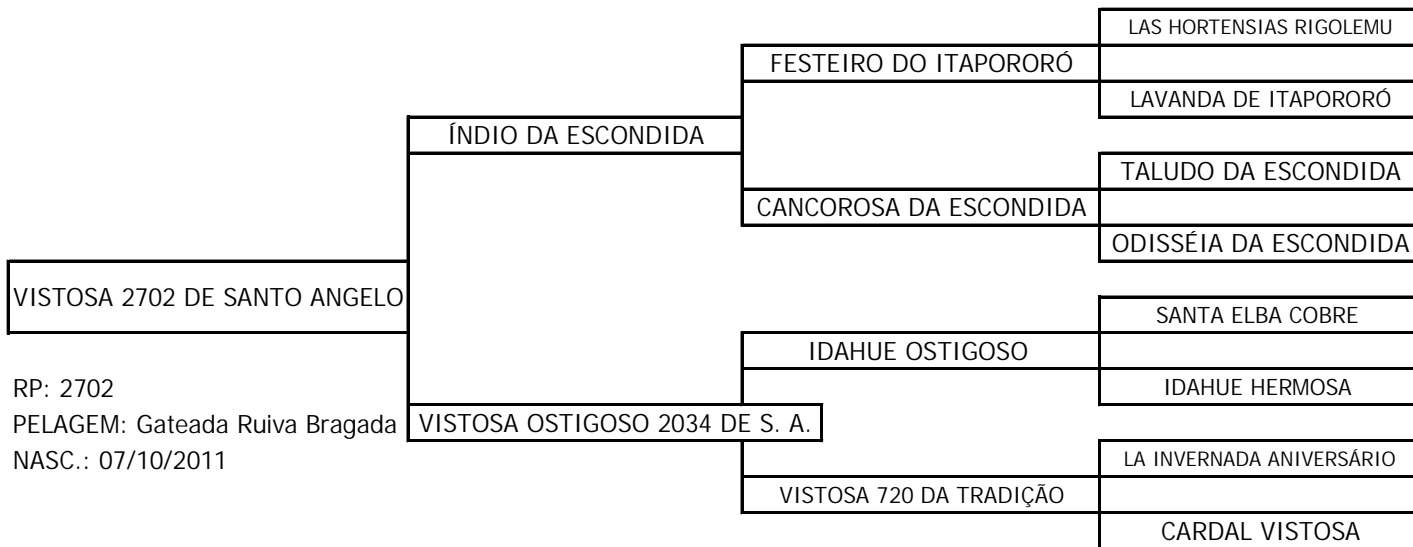 LAS HORTENSIAS RIGOLEMU
FESTEIRO DO ITAPORORÓ
LAVANDA DE ITAPORORÓ
ÍNDIO DA ESCONDIDA
TALUDO DA ESCONDIDA
CANCOROSA DA ESCONDIDA
ODISSÉIA DA ESCONDIDA
VISTOSA 2702 DE SANTO ANGELO
SANTA ELBA COBRE
IDAHUE OSTIGOSO
IDAHUE HERMOSA
RP: 2702
PELAGEM: Gateada Ruiva Bragada
VISTOSA OSTIGOSO 2034 DE S. A.
NASC.: 07/10/2011
LA INVERNADA ANIVERSÁRIO
VISTOSA 720 DA TRADIÇÃO
CARDAL VISTOSA